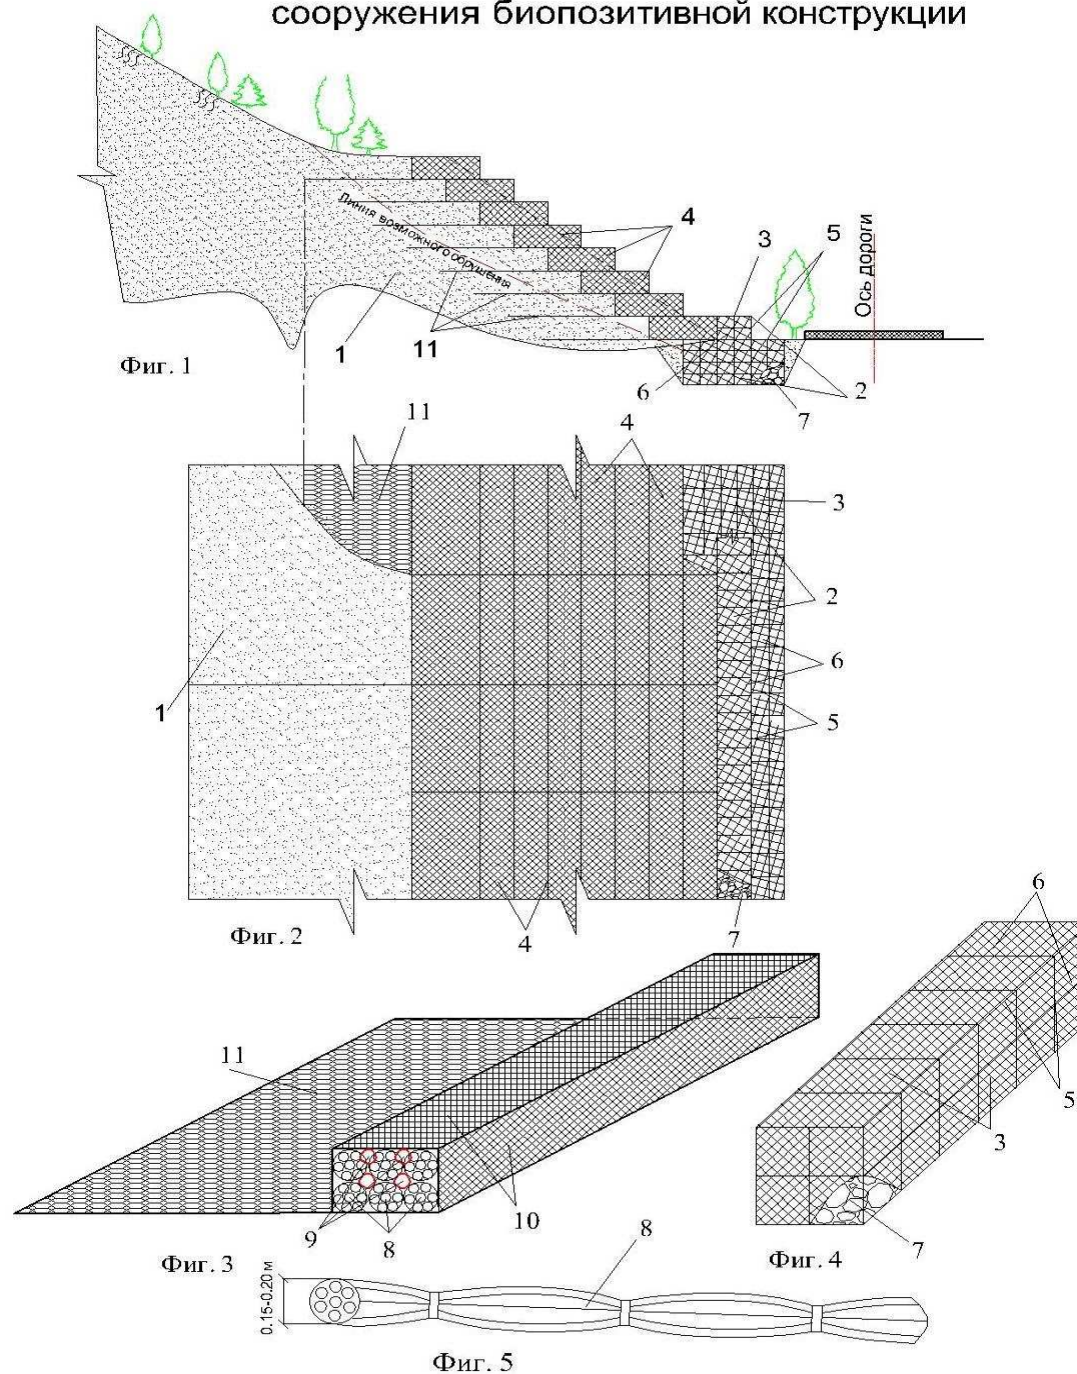 сооружения биопозитивной конструкции
Линия возможного обрушения
4
3
5
Ось дороги
1
11
6
7
2
Фиг. 1
11
4
3
2
6
5
1
4
7
Фиг. 2
6
11
5
3
9
8
10
7
Фиг. 3
Фиг. 4
8
0.15-0.20 м
Фиг. 5